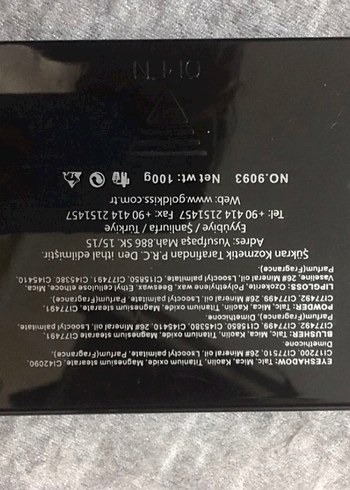 EYESHADOW: Talc, Mica, Kaolin, Titanium oxide, Magnesium stearate, CI42090,
CI17200, CI77510, 26# Mineral oil, Lsooctyl palmitate, Parfum(Fragrance),
Dimethicone.
BLUSHER: Talc, Mica, Kaolin, Titanium oxide, Magnesium stearate, CI77491,
CI77492, CI77499, CI15850, CI45380, CI45410, 26# Mineral oil, Lsooctyl palmitate,
Parfum(Fragrance), Dimethicone.
POWDER: Talc, Mica, Kaolin, Titanium oxide, Magnesium stearate, CI77491,
CI77492, CI77499, 26# Mineral oil, Lsooctyl palmitate, Parfum(Fragrance).
LIPGLOSS: Ozokerite, Polyethylene wax, Beeswax, Ethyl cellulose ethoce, Mica,
Vaseline, 26# Mineral oil, Lsooctyl palmitate, CI15850, CI77491, CI45380, CI45410,
Parfum(Fragrance).
Şükran Kozmetik Tarafından P.R.C. Den ithal edilmiştir.
Adres: Yusufpaşa Mah.886 SK. 15/15
Eyyübiye / Şanlıurfa / Türkiye
Tel: +90 414 2151457 Fax: +90 414 2151457
Web: www.goldkiss.com.tr
NO.9093 Net wt: 100g